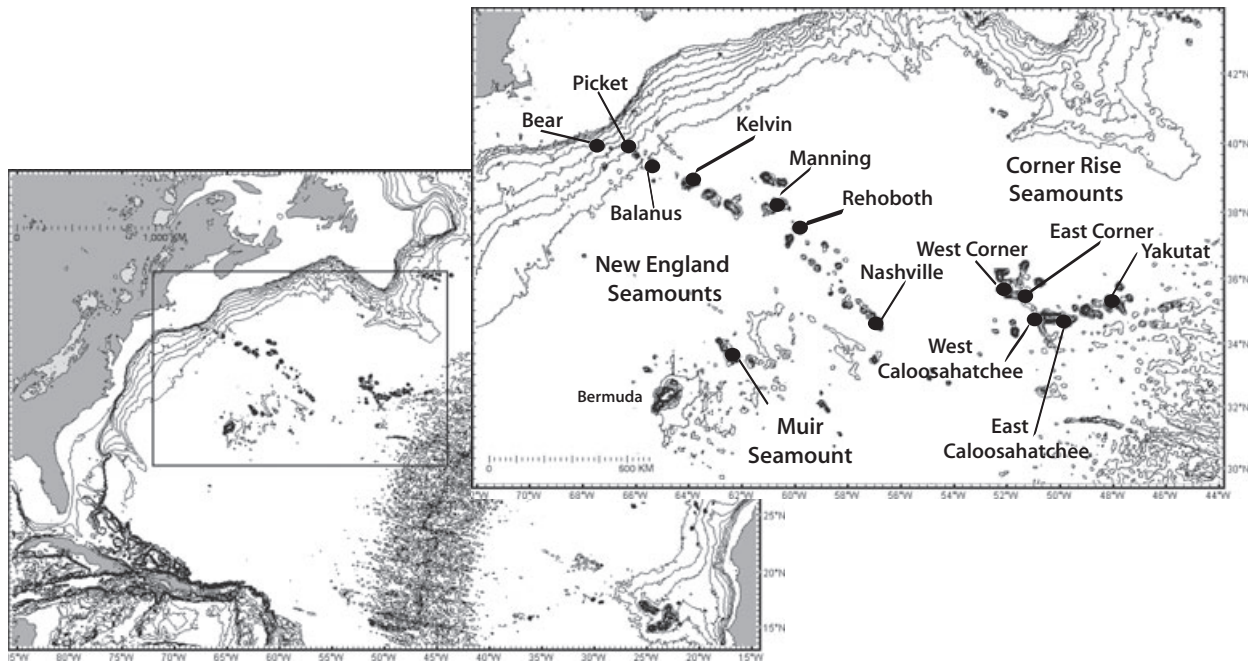 Picket
Bear
Kelvin
Manning
Balanus
Rehoboth
Corner Rise
Seamounts
New England
Seamounts
West Corner
East Corner
Yakutat
Nashville
West
Caloosahatchee
Bermuda
Muir
Seamount
East
Caloosahatchee
0 600 KM
42°N
40°N
38°N
36°N
34°N
32°N
30°N
70°W 68°W 66°W 64°W 62°W 60°W 58°W 56°W 54°W 52°W 50°W 48°W 46°W 44°W
0 1,000 KM
25°N
20°N
15°N
80°W 75°W 70°W 65°W 60°W 55°W 50°W 45°W 40°W 35°W 30°W 25°W 20°W 15°W